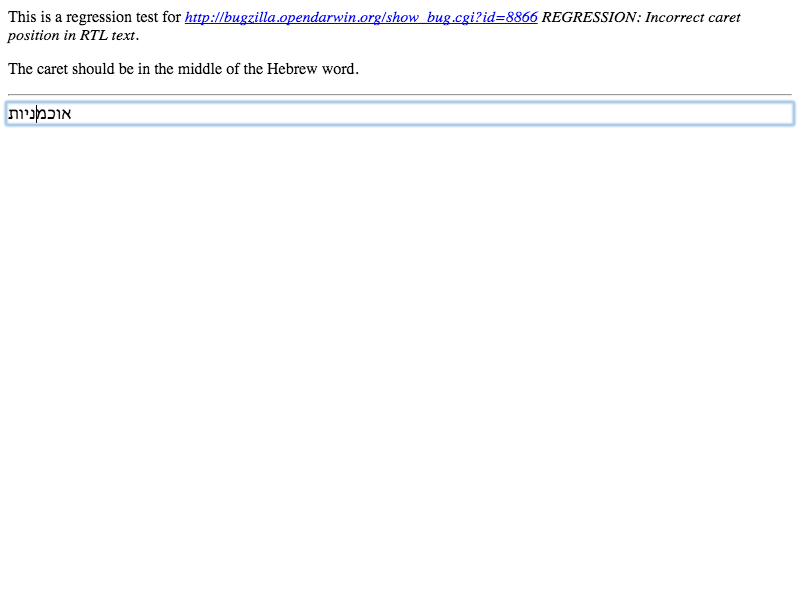 This is a regression test for http://bugzilla.opendarwin.org/show_bug.cgi?id=8866 REGRESSION: Incorrect caret
position in RTL text.
The caret should be in the middle of the Hebrew word.
אוכמניות